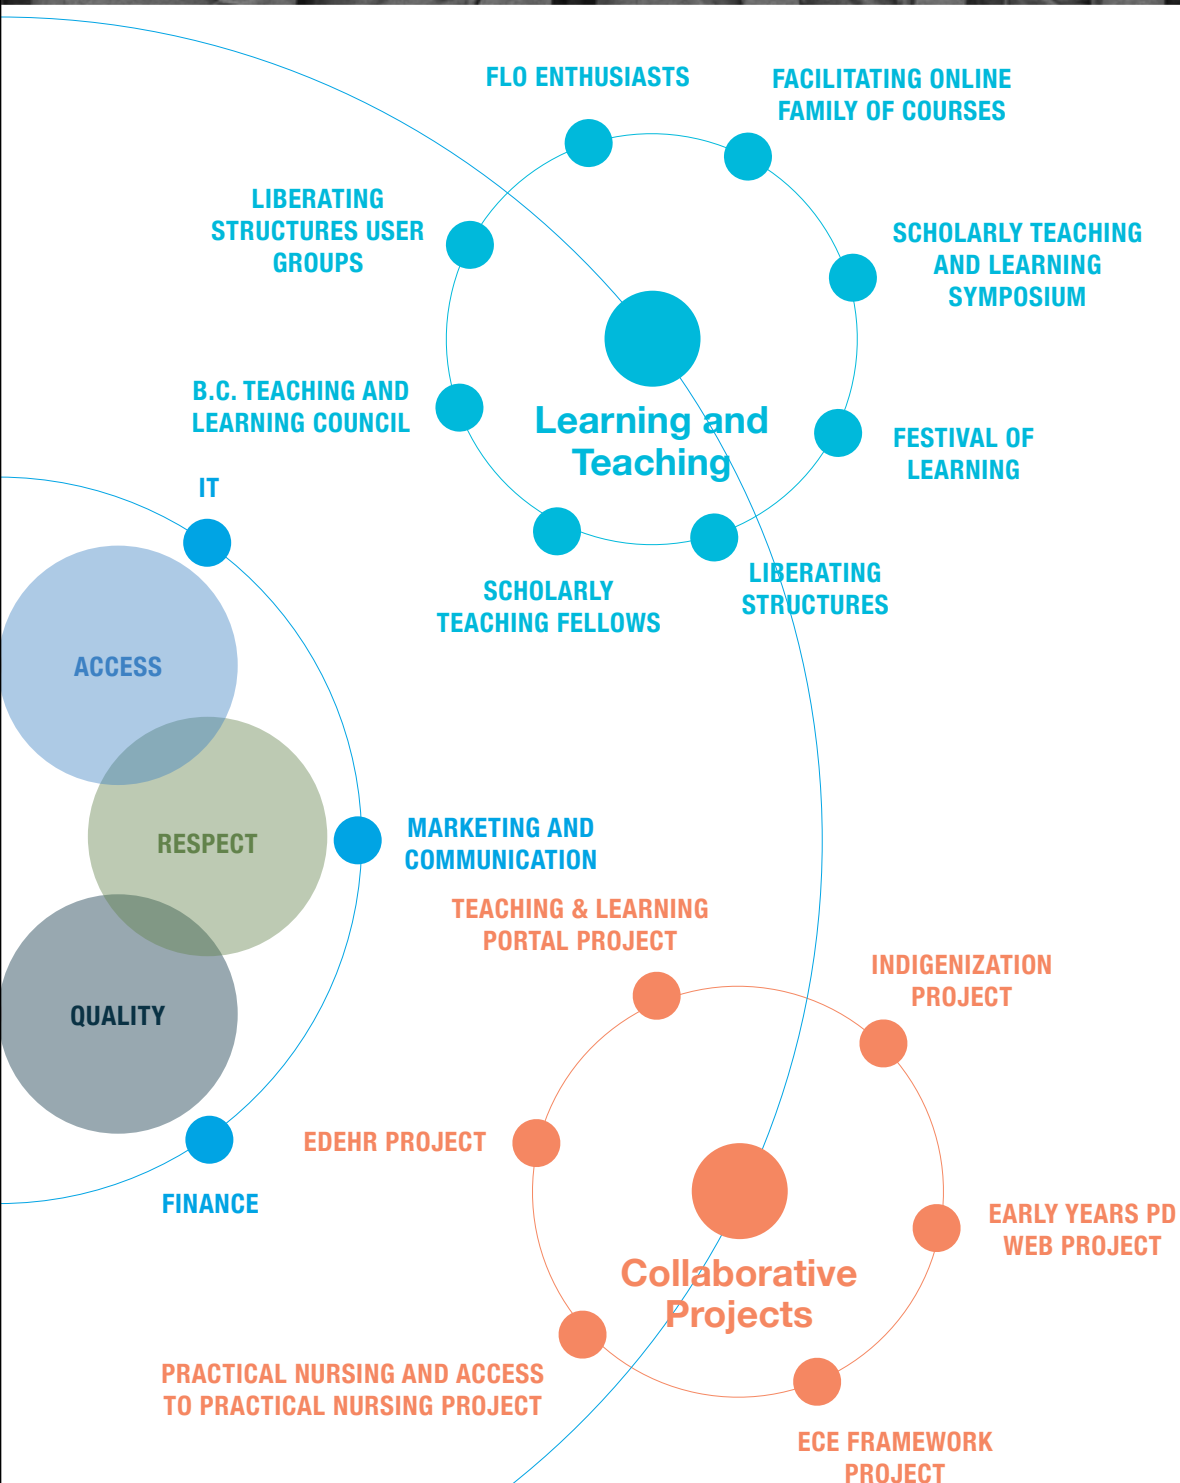 FLO ENTHUSIASTS
FACILITATING ONLINE
FAMILY OF COURSES
LIBERATING
STRUCTURES USER
GROUPS
SCHOLARLY TEACHING
AND LEARNING
SYMPOSIUM
B.C. TEACHING AND
LEARNING COUNCIL
Learning and
Teaching
FESTIVAL OF
LEARNING
SCHOLARLY
TEACHING FELLOWS
LIBERATING
STRUCTURES
IT
ACCESS
RESPECT
QUALITY
MARKETING AND
COMMUNICATION
FINANCE
TEACHING & LEARNING
PORTAL PROJECT
INDIGENIZATION
PROJECT
EDEHR PROJECT
EARLY YEARS PD
WEB PROJECT
Collaborative
Projects
PRACTICAL NURSING AND ACCESS
TO PRACTICAL NURSING PROJECT
ECE FRAMEWORK
PROJECT